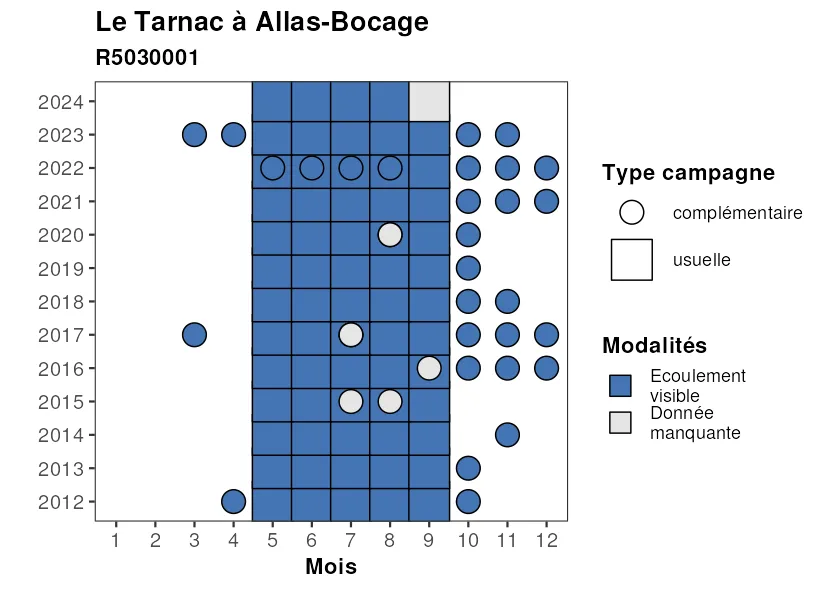 Le Tarnac à Allas-Bocage
R5030001
2024
2023
2022
2021
2020
2019
2018
2017
2016
2015
2014
2013
2012
1 2 3 4 5 6 7 8 9 10 11 12
Mois
Type campagne
complémentaire
usuelle
Modalités
Ecoulement
visible
Donnée
manquante